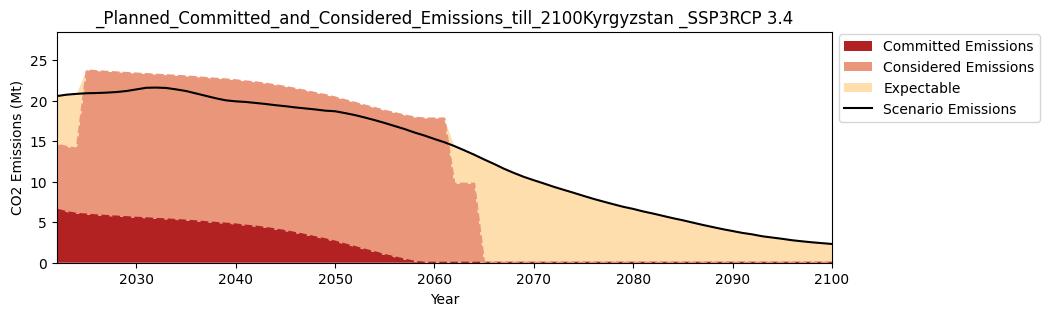 _Planned_Committed_and_Considered_Emissions_till_2100Kyrgyzstan _SSP3RCP 3.4
Committed Emissions
Considered Emissions
Expectable
Scenario Emissions
CO2 Emissions (Mt)
25
20
15
10
5
0
2030 2040 2050 2060 2070 2080 2090 2100
Year